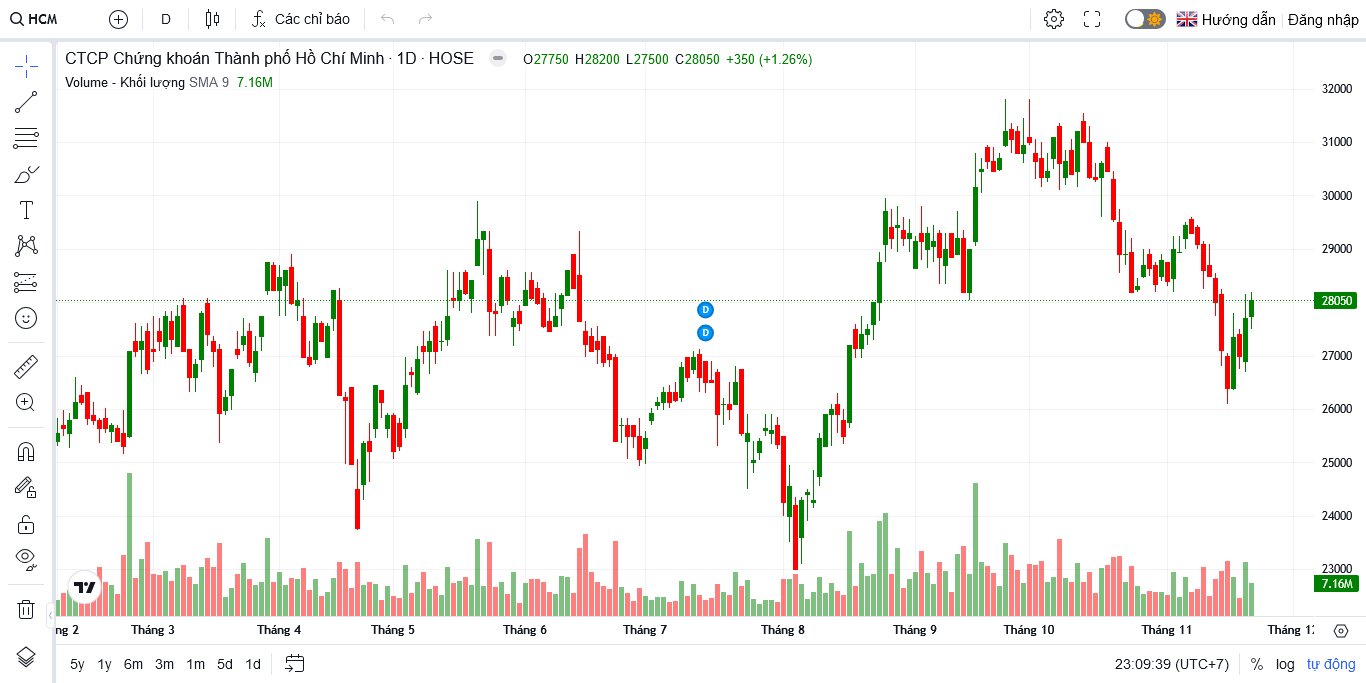 HCM D Các chỉ báo Hướng dẫn Đăng nhập
CTCP Chứng khoán Thành phố Hồ Chí Minh · 1D · HOSE O27750 H28200 L27500 C28050 +350 (+1.26%)
Volume - Khối lượng SMA 9 7.16M
32000
31000
30000
29000
28050
27000
26000
25000
24000
23000
7.16M
D
D
ng 2 Tháng 3 Tháng 4 Tháng 5 Tháng 6 Tháng 7 Tháng 8 Tháng 9 Tháng 10 Tháng 11 Tháng 1
5y 1y 6m 3m 1m 5d 1d 23:09:39 (UTC+7) % log tự động